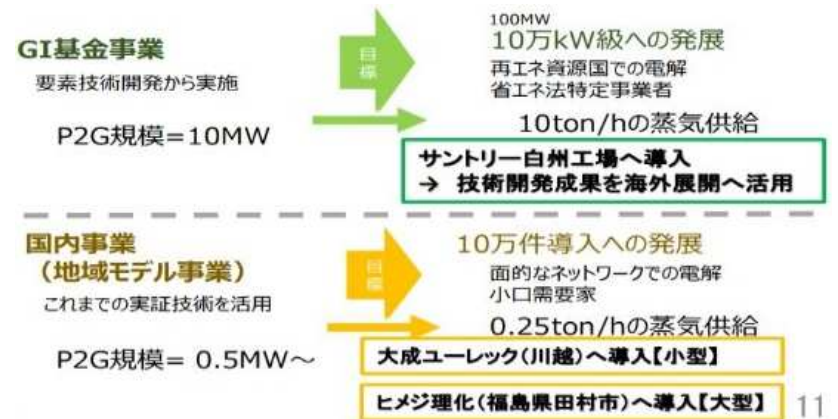 GI基金事業
要素技術開発から実施
P2G規模=10MW
目標
100MW
10万kW級への発展
再エネ資源国での電解
省エネ法特定事業者
10ton/hの蒸気供給
サントリー白州工場へ導入
→ 技術開発成果を海外展開へ活用
国内事業
(地域モデル事業)
これまでの実証技術を活用
P2G規模= 0.5MW~
目標
10万件導入への発展
面的なネットワークでの電解
小口需要家
0.25ton/hの蒸気供給
大成ユーレック(川越)へ導入【小型】
ヒメジ理化(福島県田村市)へ導入【大型】
11